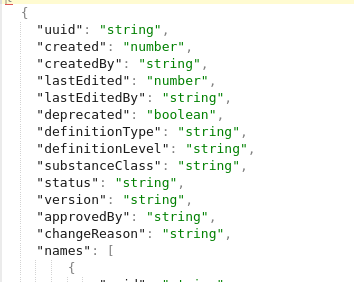 {
"uuid": "string",
"created": "number",
"createdBy": "string",
"lastEdited": "number",
"lastEditedBy": "string",
"deprecated": "boolean",
"definitionType": "string",
"definitionLevel": "string",
"substanceClass": "string",
"status": "string",
"version": "string",
"approvedBy": "string",
"changeReason": "string",
"names": [
{